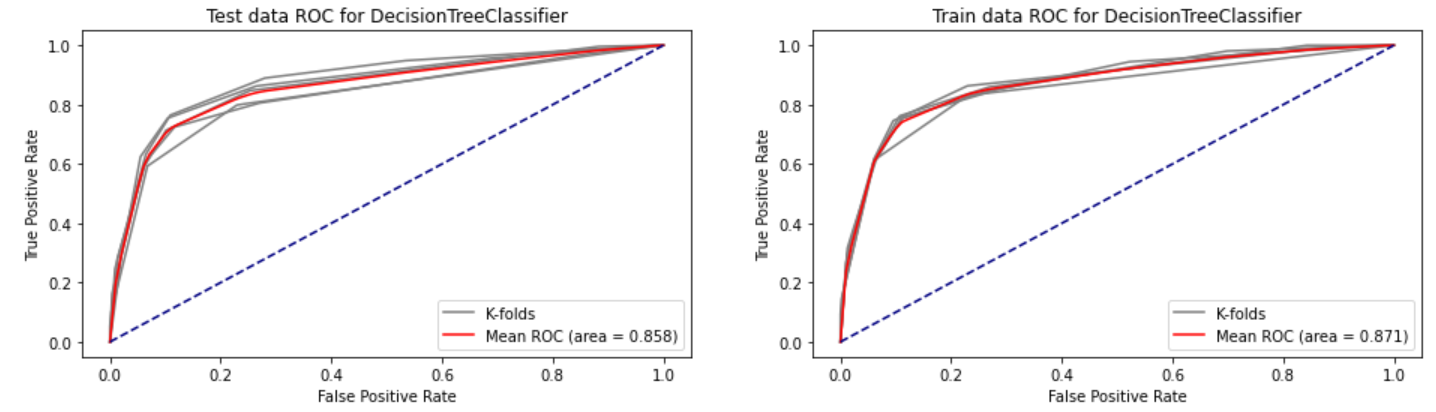 Test data ROC for DecisionTreeClassifier
True Positive Rate
1.0
0.8
0.6
0.4
0.2
0.0
K-folds
Mean ROC (area = 0.858)
0.0 0.2 0.4 0.6 0.8 1.0
False Positive Rate
Train data ROC for DecisionTreeClassifier
True Positive Rate
1.0
0.8
0.6
0.4
0.2
0.0
K-folds
Mean ROC (area = 0.871)
0.0 0.2 0.4 0.6 0.8 1.0
False Positive Rate